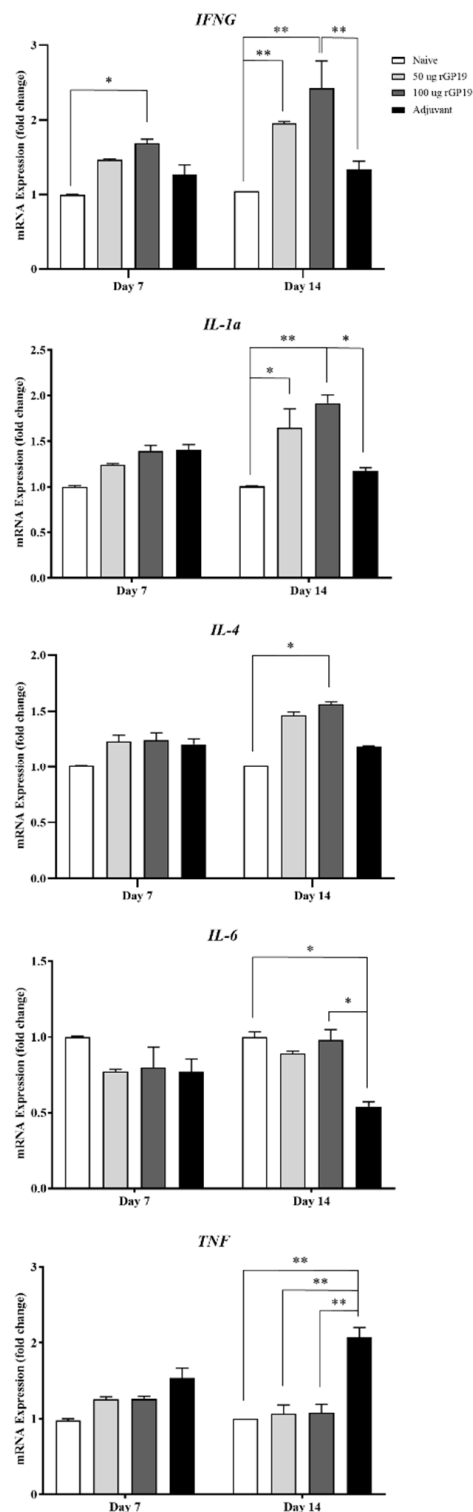 IFNG
** **
**
*
3
2
1
0
mRNA Expression (fold change)
Day 7 Day 14
Naive
50 ug rGP19
100 ug rGP19
Adjuvant
IL-1a
** *
*
2.5
2.0
1.5
1.0
0.5
0.0
mRNA Expression (fold change)
Day 7 Day 14
IL-4
*
2.0
1.5
1.0
0.5
0.0
mRNA Expression (fold change)
Day 7 Day 14
IL-6
*
*
1.5
1.0
0.5
0.0
mRNA Expression (fold change)
Day 7 Day 14
TNF
**
**
**
3
2
1
0
mRNA Expression (fold change)
Day 7 Day 14